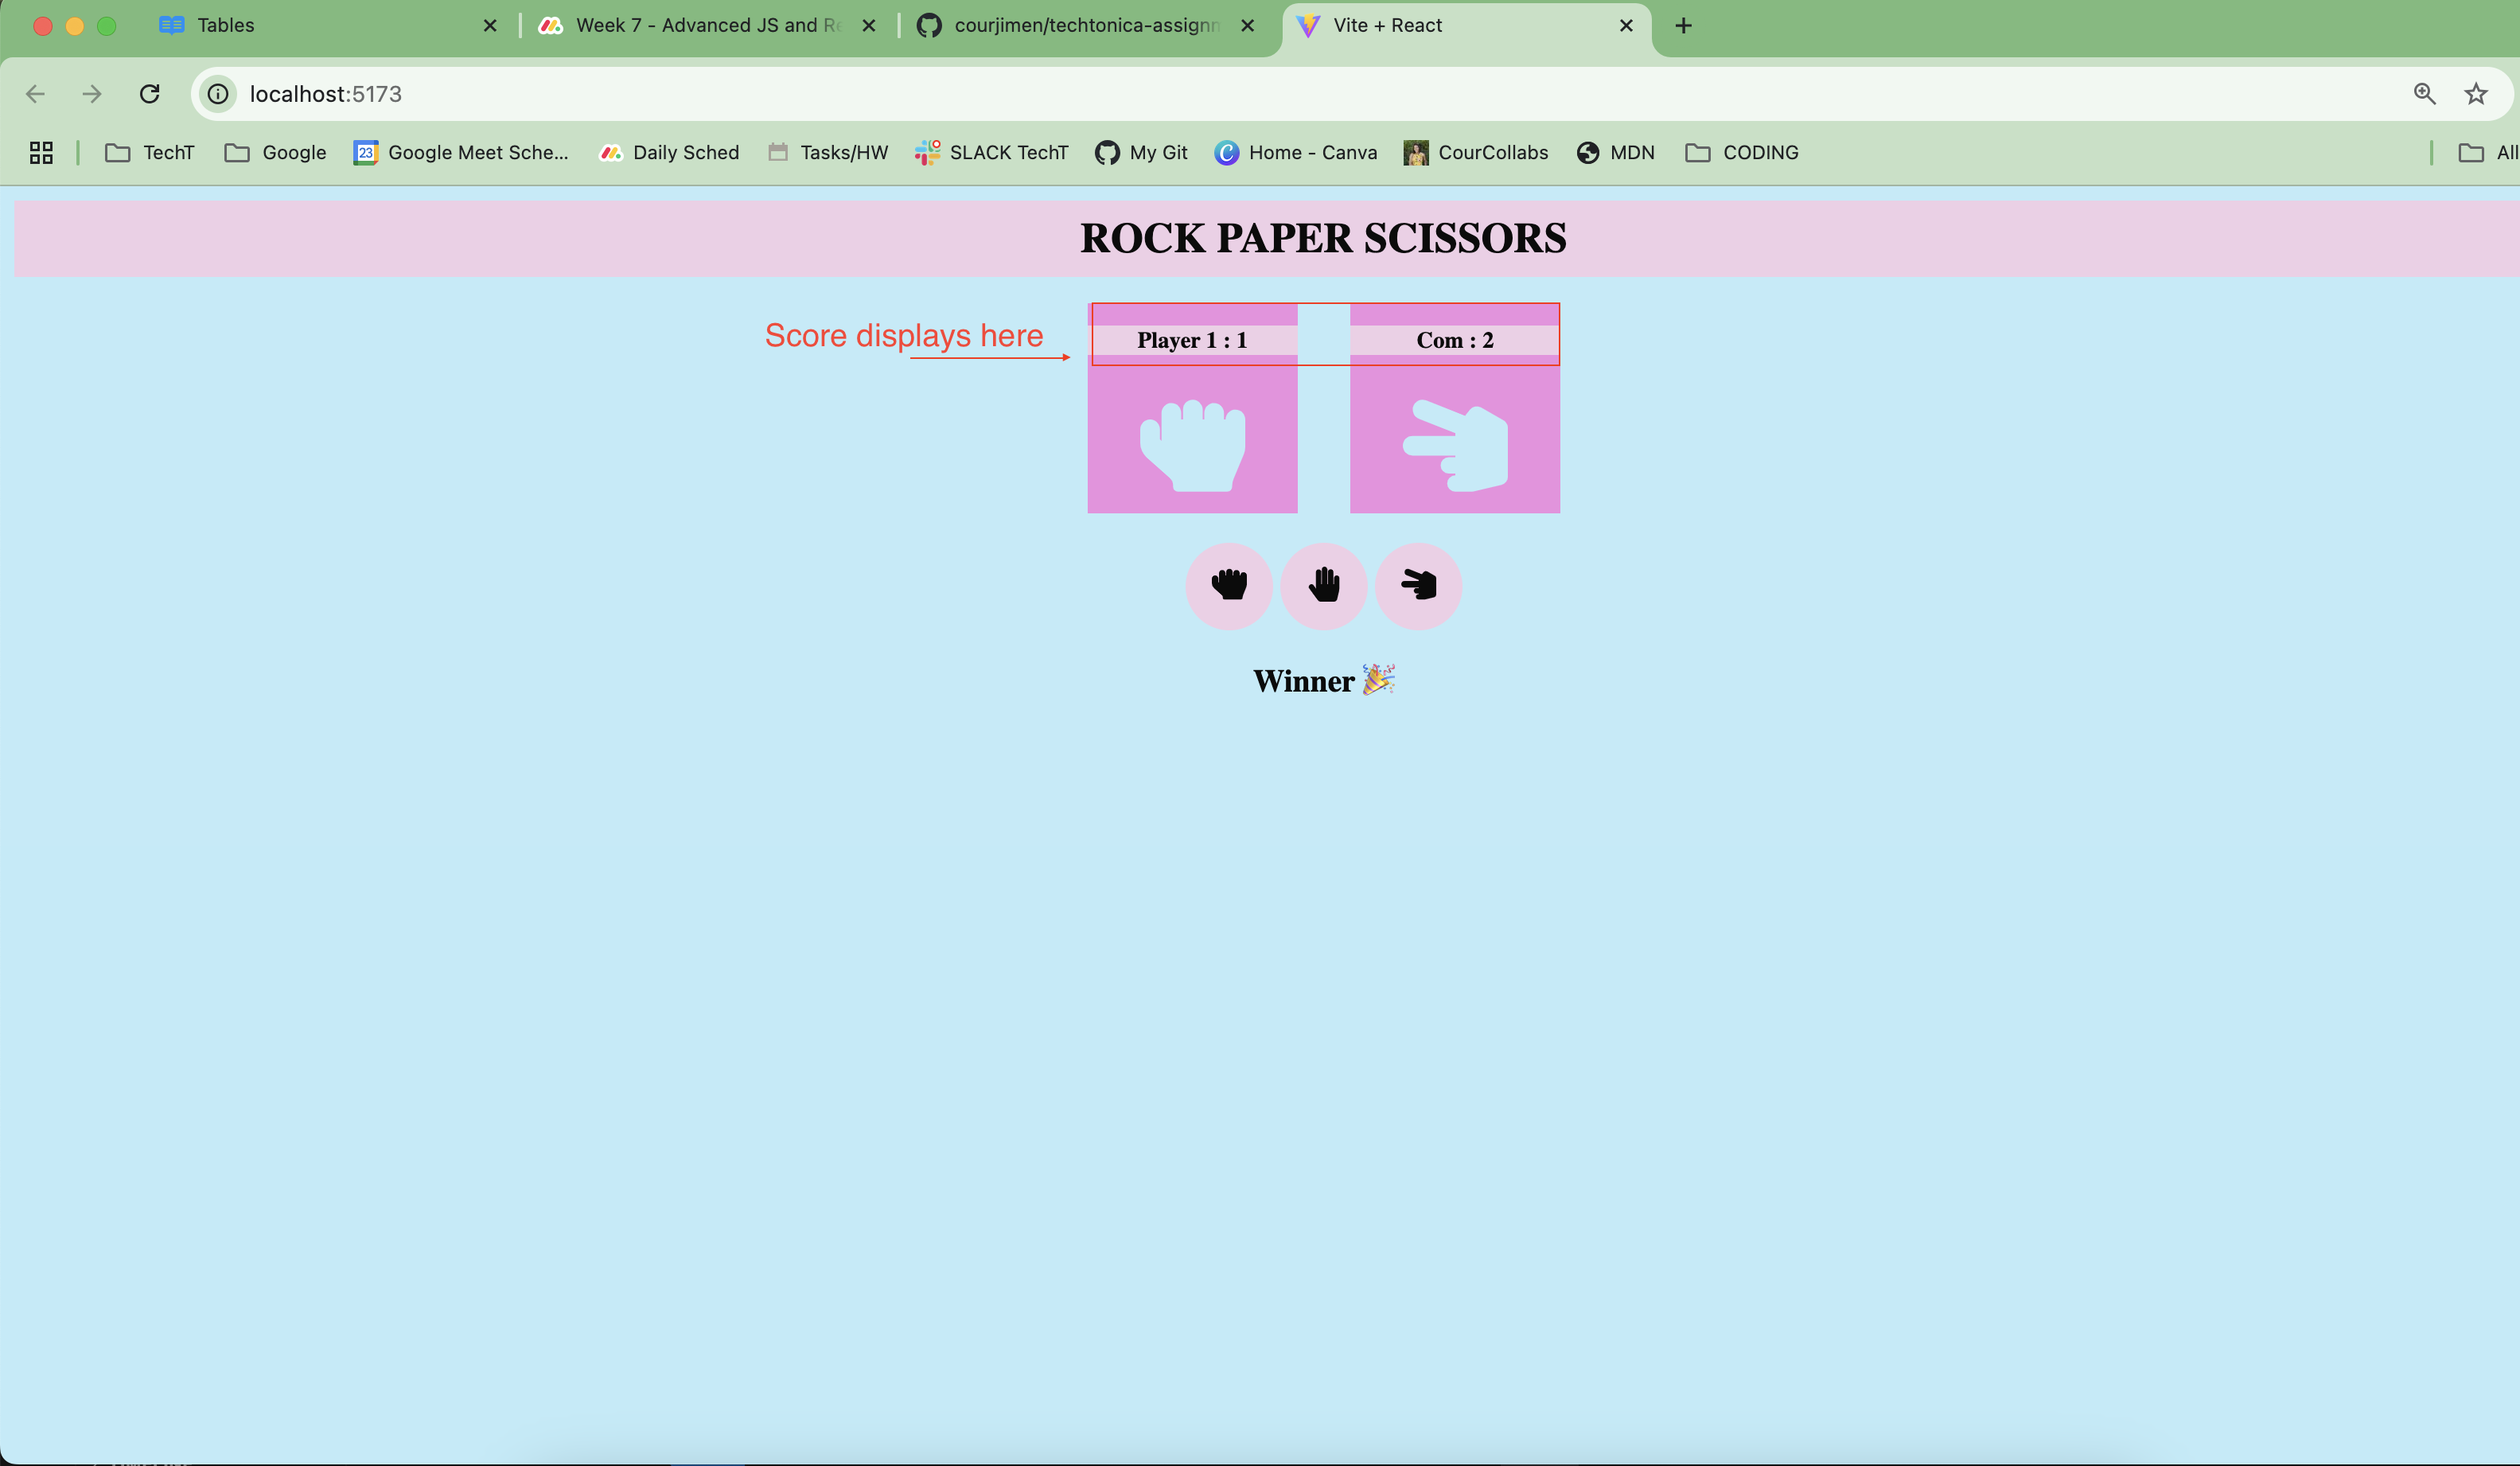 Tables
Week 7 - Advanced JS and Re
courjimen/techtonica-assignm
Vite + React
localhost:5173
TechT
Google
23
Google Meet Sche...
Daily Sched
Tasks/HW
SLACK TechT
My Git
Home - Canva
CourCollabs
MDN
CODING
All
ROCK PAPER SCISSORS
Score displays here
Player 1 : 1
Com : 2
Winner 🎉